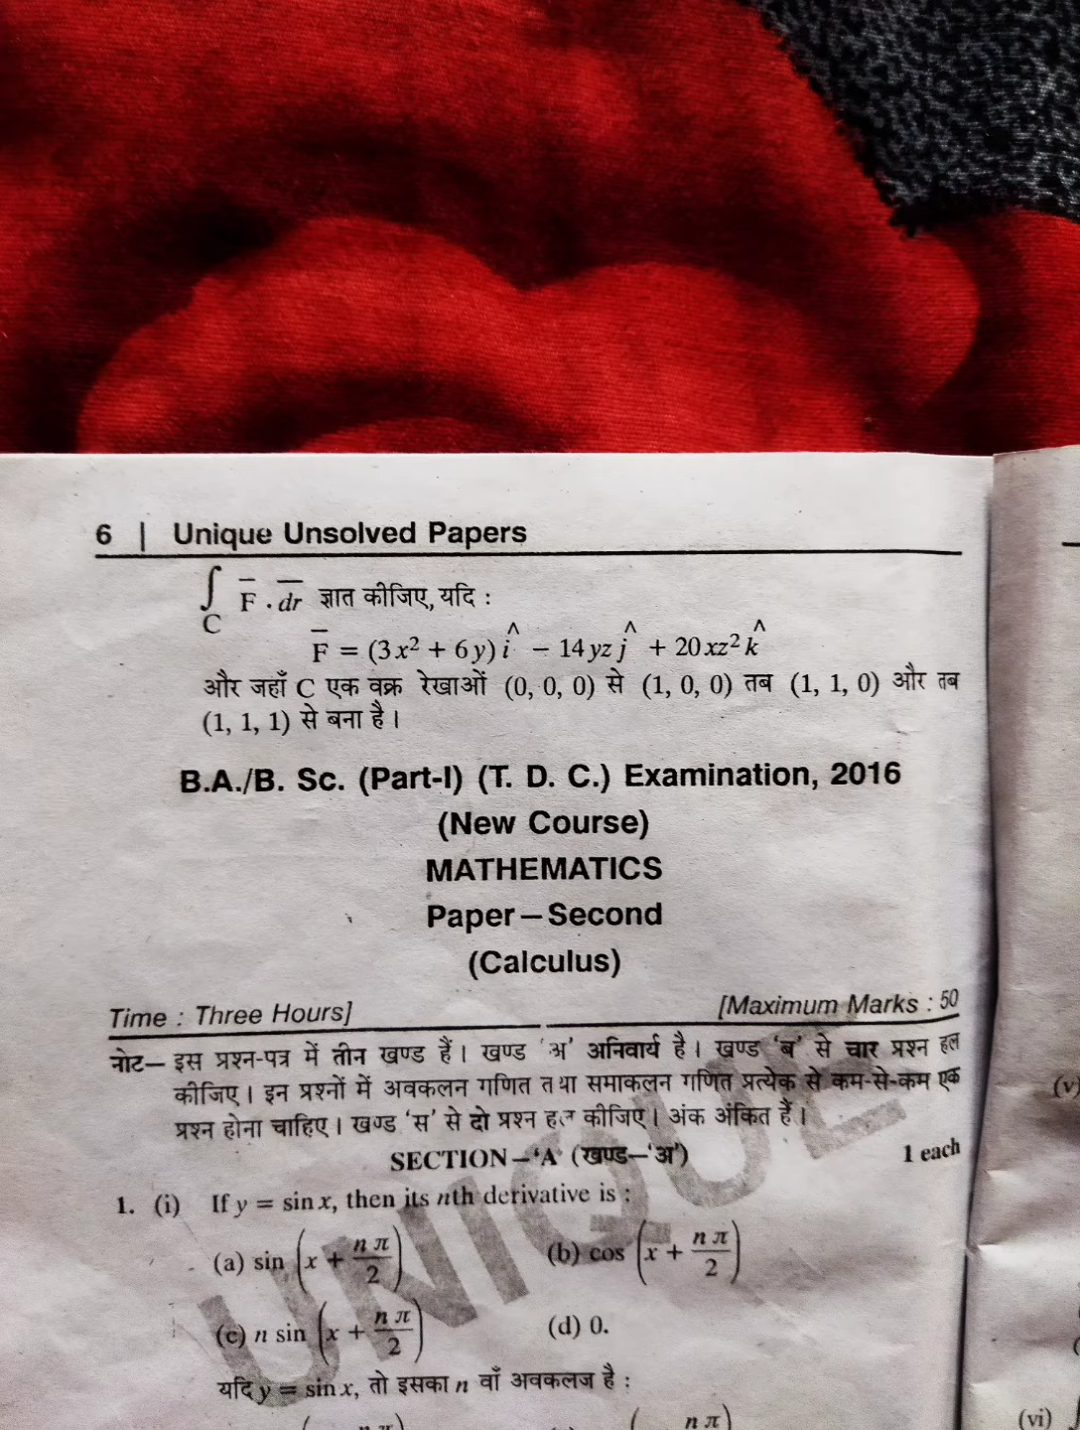 6 | Unique Unsolved Papers
∫C F̅ . d̅r̅ ज्ञात कीजिए, यदि :
F̅ = (3x² + 6y) î − 14yz ĵ + 20xz² k̂
और जहाँ C एक वक्र रेखाओं (0, 0, 0) से (1, 0, 0) तब (1, 1, 0) और तब
(1, 1, 1) से बना है।
B.A./B. Sc. (Part-I) (T. D. C.) Examination, 2016
(New Course)
MATHEMATICS
Paper – Second
(Calculus)
Time : Three Hours] [Maximum Marks : 50
नोट— इस प्रश्न-पत्र में तीन खण्ड हैं। खण्ड 'अ' अनिवार्य है। खण्ड 'ब' से चार प्रश्न हल
कीजिए। इन प्रश्नों में अवकलन गणित तथा समाकलन गणित प्रत्येक से कम-से-कम एक
प्रश्न होना चाहिए। खण्ड 'स' से दो प्रश्न हल कीजिए। अंक अंकित हैं।
SECTION–'A' (खण्ड–'अ') 1 each
1. (i) If y = sin x, then its nth derivative is :
(a) sin (x + nπ/2) (b) cos (x + nπ/2)
(c) n sin (x + nπ/2) (d) 0.
यदि y = sin x, तो इसका n वाँ अवकलज है :
nπ
UNIQUE
(v)
(vi)